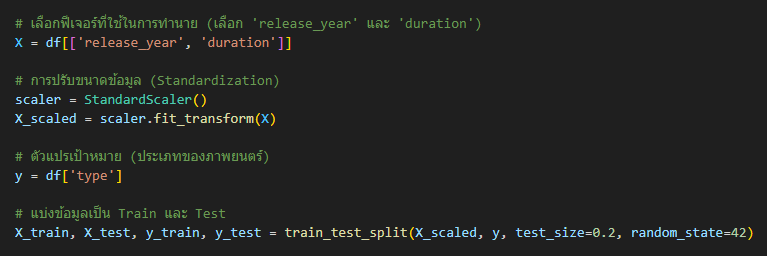 # เลือกฟีเจอร์ที่ใช้ในการทำนาย (เลือก 'release_year' และ 'duration')
X = df[['release_year', 'duration']]
# การปรับขนาดข้อมูล (Standardization)
scaler = StandardScaler()
X_scaled = scaler.fit_transform(X)
# ตัวแปรเป้าหมาย (ประเภทของภาพยนตร์)
y = df['type']
# แบ่งข้อมูลเป็น Train และ Test
X_train, X_test, y_train, y_test = train_test_split(X_scaled, y, test_size=0.2, random_state=42)